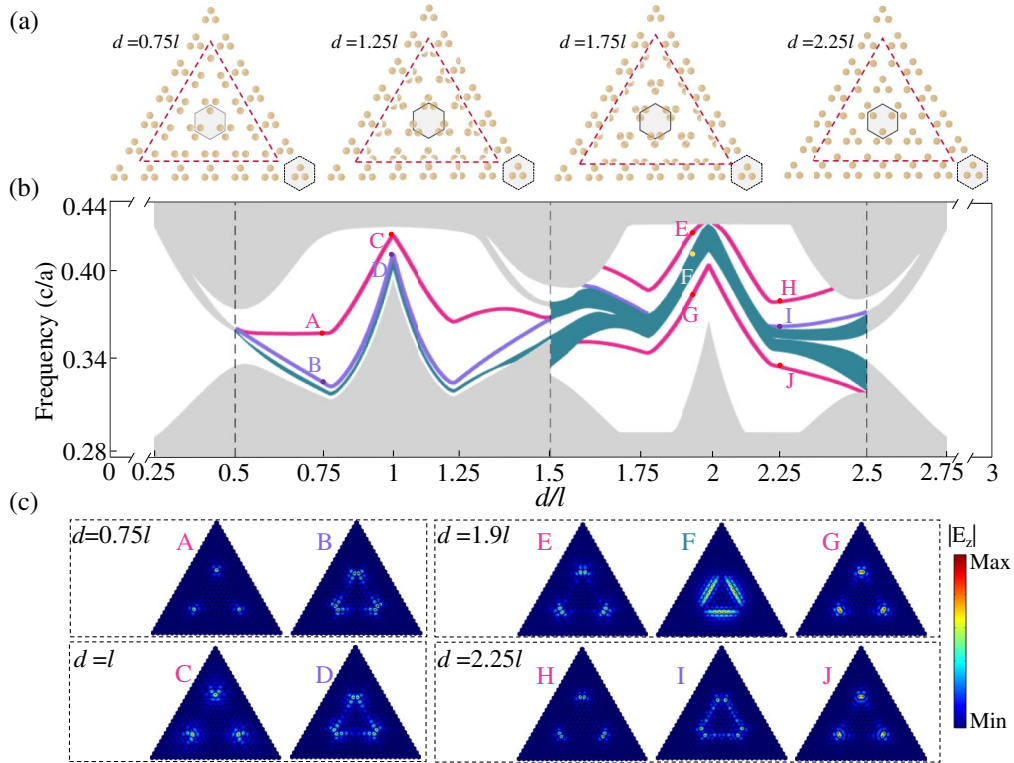 (a)
d =0.75l
d =1.25l
d =1.75l
d =2.25l
(b)
Frequency (c/a)
0.44
0.40
0.34
0.28
A
B
C
D
E
F
G
H
I
J
0
0.25
0.5
0.75
1
1.25
1.5
1.75
2
2.25
2.5
2.75
3
d/l
(c)
d=0.75l
A
B
d=1.9l
E
F
G
d =l
C
D
d=2.25l
H
I
J
|E_z|
Max
Min